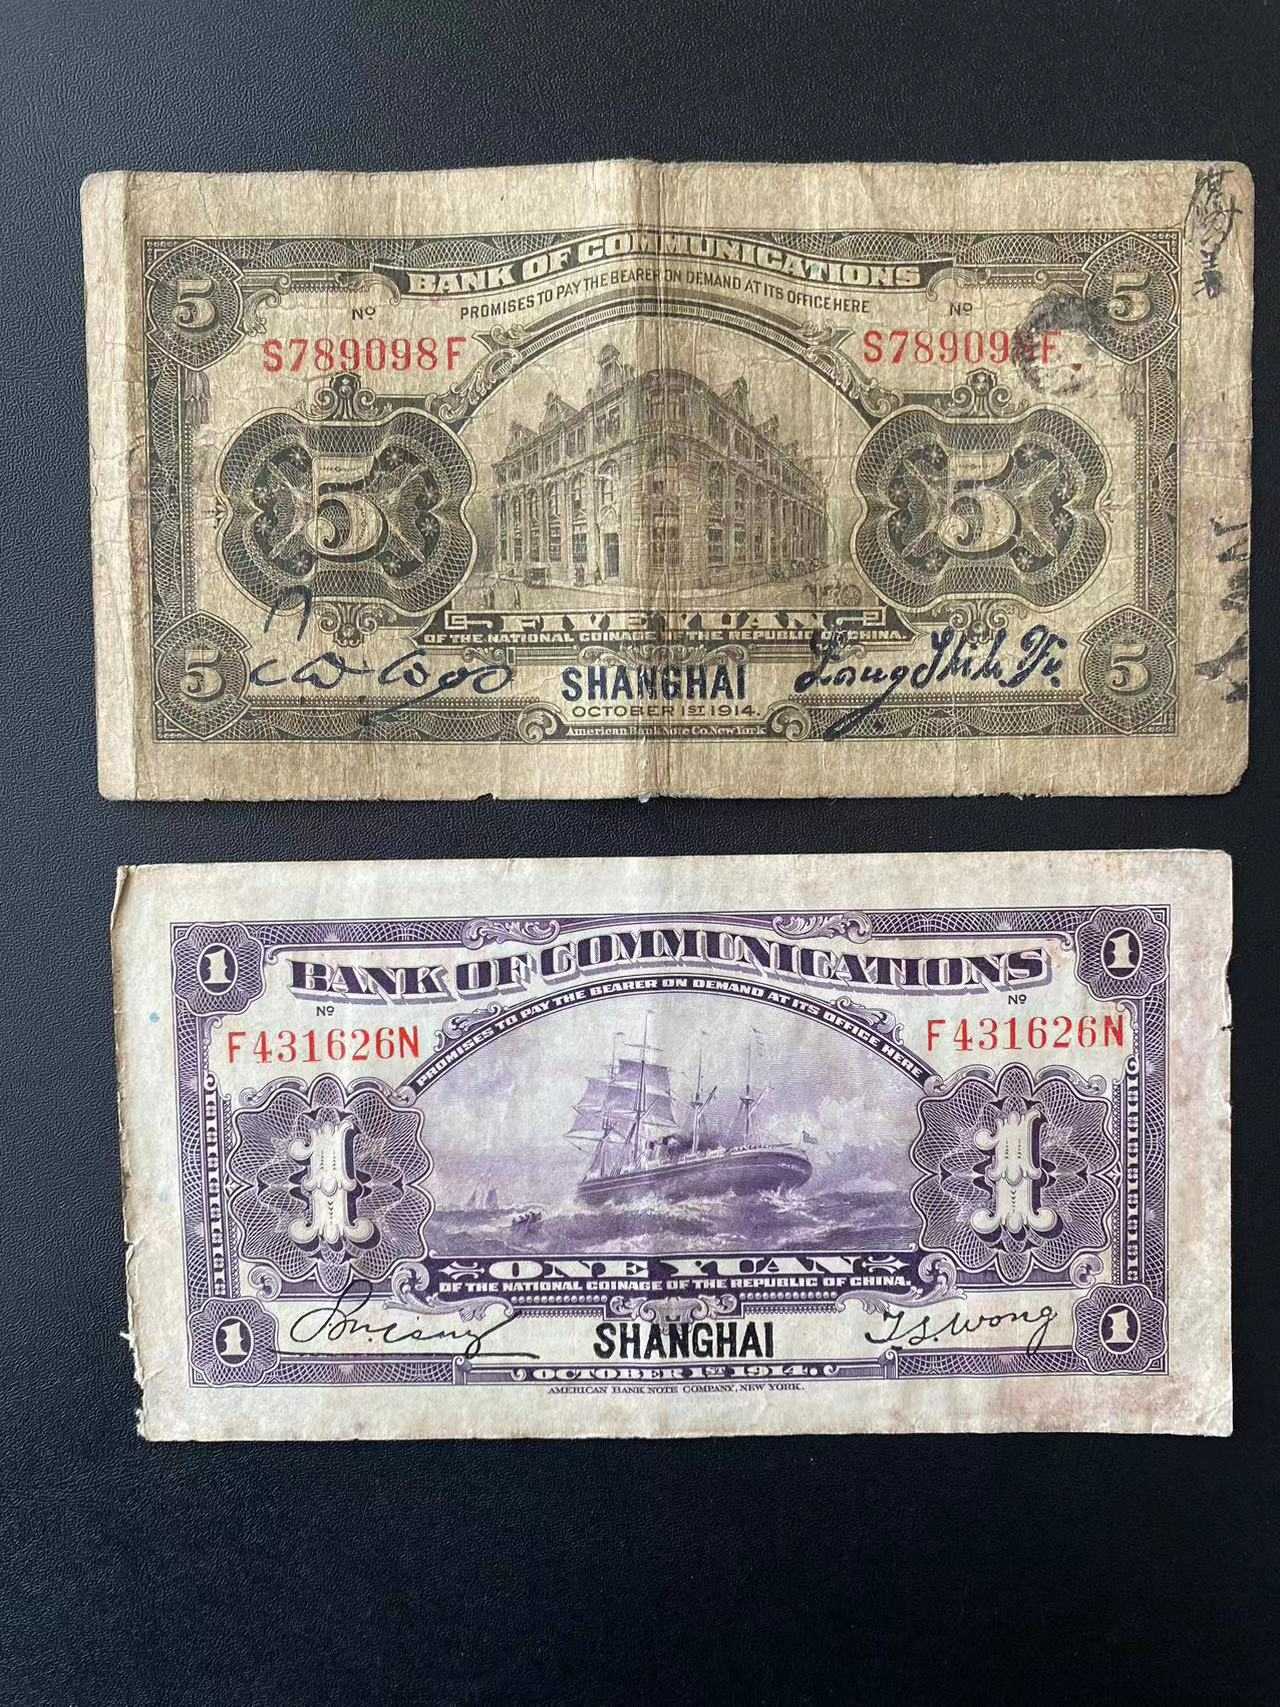 BANK OF COMMUNICATIONS
PROMISES TO PAY THE BEARER ON DEMAND AT ITS OFFICE HERE
5 5
Nº Nº
S789098F S789098F
5 5
FIVE YUAN
OF THE NATIONAL COINAGE OF THE REPUBLIC OF CHINA.
5 SHANGHAI 5
OCTOBER 1ST 1914.
American Bank Note Co. New York
1 BANK OF COMMUNICATIONS 1
Nº Nº
PROMISES TO PAY THE BEARER ON DEMAND AT ITS OFFICE HERE
F431626N F431626N
1 1
ONE YUAN
OF THE NATIONAL COINAGE OF THE REPUBLIC OF CHINA.
1 SHANGHAI T.S.Wong 1
OCTOBER 1ST 1914.
AMERICAN BANK NOTE COMPANY, NEW YORK.